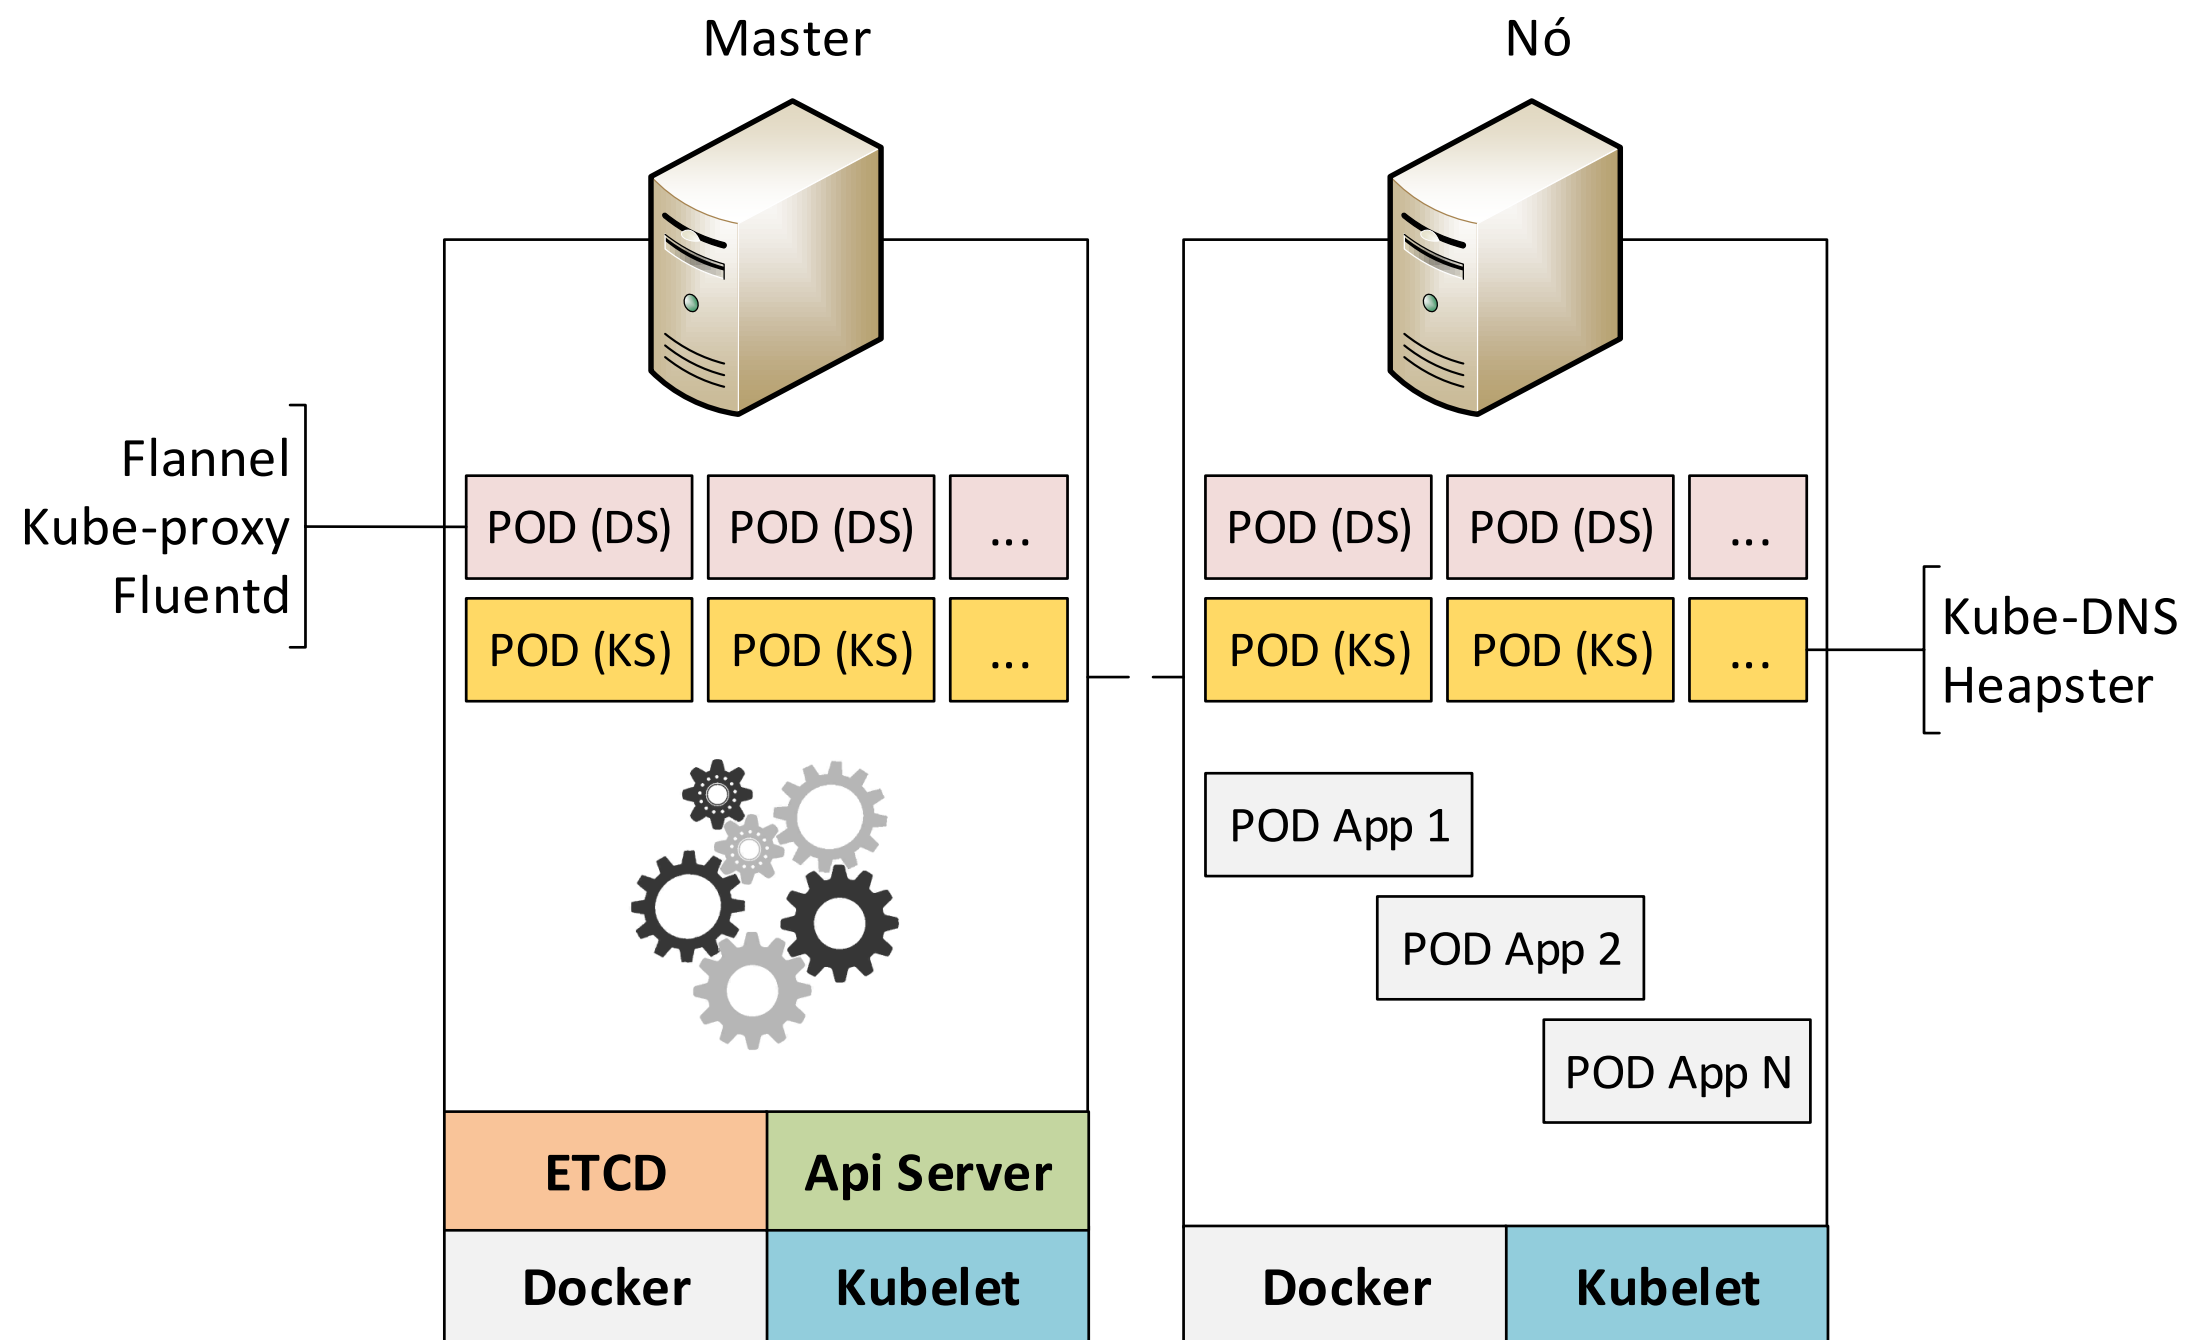 Master
Nó
Flannel
Kube-proxy
Fluentd
POD (DS)
POD (DS)
...
POD (KS)
POD (KS)
...
POD (DS)
POD (DS)
...
POD (KS)
POD (KS)
...
Kube-DNS
Heapster
POD App 1
POD App 2
POD App N
ETCD
Api Server
Docker
Kubelet
Docker
Kubelet